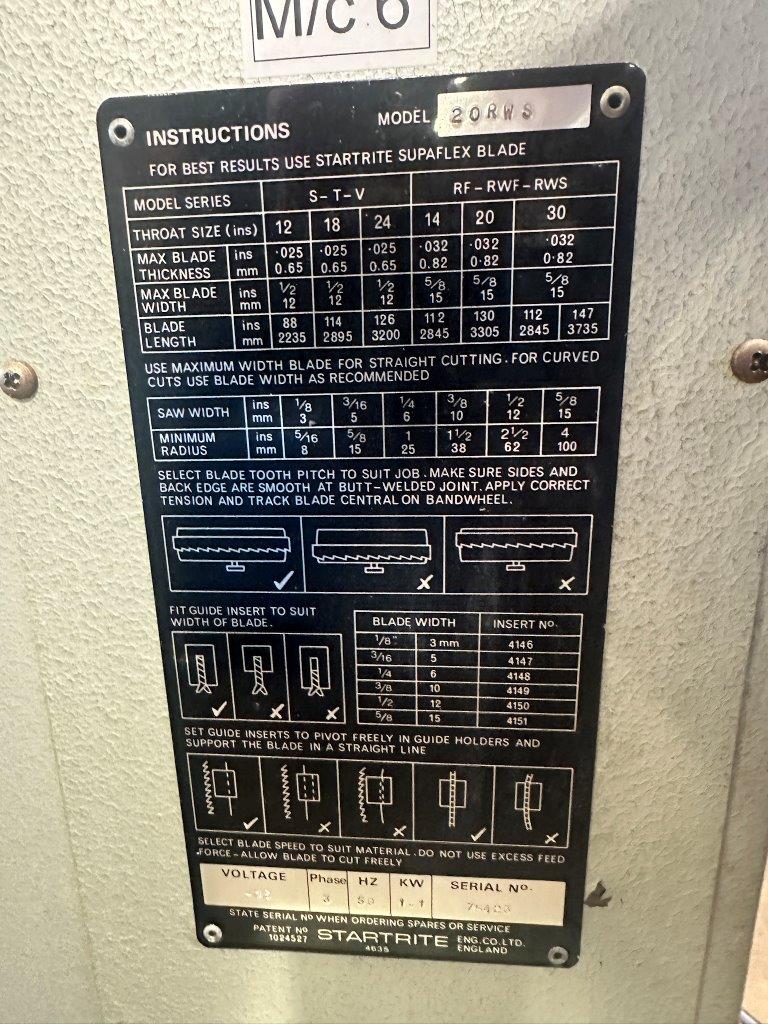 M/c 6
INSTRUCTIONS MODEL 20RWS
FOR BEST RESULTS USE STARTRITE SUPAFLEX BLADE
MODEL SERIES S-T-V RF-RWF-RWS
THROAT SIZE (ins) 12 18 24 14 20 30
MAX BLADE THICKNESS ins ·025 ·025 ·025 ·032 ·032 ·032
mm 0.65 0.65 0.65 0.82 0·82 0·82
MAX BLADE WIDTH ins 1/2 1/2 1/2 5/8 5/8 5/8
mm 12 12 12 15 15 15
BLADE LENGTH ins 88 114 126 112 130 112 147
mm 2235 2895 3200 2845 3305 2845 3735
USE MAXIMUM WIDTH BLADE FOR STRAIGHT CUTTING. FOR CURVED
CUTS USE BLADE WIDTH AS RECOMMENDED
SAW WIDTH ins 1/8 3/16 1/4 3/8 1/2 5/8
mm 3 5 6 10 12 15
MINIMUM RADIUS ins 5/16 5/8 1 1 1/2 2 1/2 4
mm 8 15 25 38 62 100
SELECT BLADE TOOTH PITCH TO SUIT JOB. MAKE SURE SIDES AND
BACK EDGE ARE SMOOTH AT BUTT-WELDED JOINT. APPLY CORRECT
TENSION AND TRACK BLADE CENTRAL ON BANDWHEEL.
FIT GUIDE INSERT TO SUIT
WIDTH OF BLADE.
BLADE WIDTH INSERT No.
1/8" 3mm 4146
3/16 5 4147
1/4 6 4148
3/8 10 4149
1/2 12 4150
5/8 15 4151
SET GUIDE INSERTS TO PIVOT FREELY IN GUIDE HOLDERS AND
SUPPORT THE BLADE IN A STRAIGHT LINE
SELECT BLADE SPEED TO SUIT MATERIAL. DO NOT USE EXCESS FEED
FORCE-ALLOW BLADE TO CUT FREELY
VOLTAGE Phase HZ KW SERIAL No.
3 50 1·1
STATE SERIAL No WHEN ORDERING SPARES OR SERVICE
PATENT No
1024527
STARTRITE ENG.CO.LTD.
ENGLAND
4635